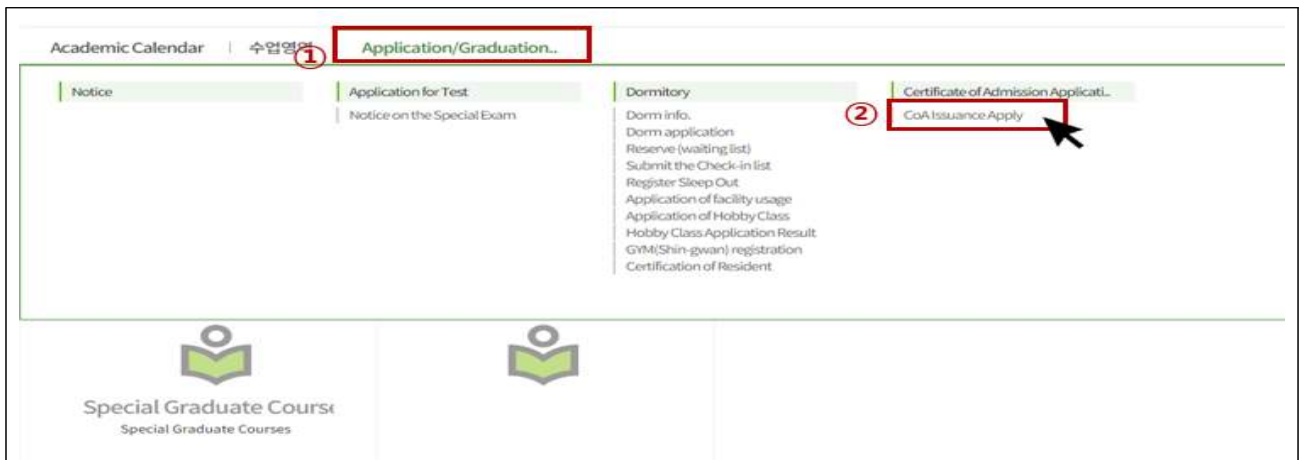 Academic Calendar | 수업영역 ① Application/Graduation..
Notice
Application for Test
Notice on the Special Exam
Dormitory
Dorm info.
Dorm application
Reserve (waiting list)
Submit the Check-in list
Register Sleep Out
Application of facility usage
Application of Hobby Class
Hobby Class Application Result
GYM(Shin-gwan) registration
Certification of Resident
Certificate of Admission Applicati..
② CoA Issuance Apply
Special Graduate Course
Special Graduate Courses